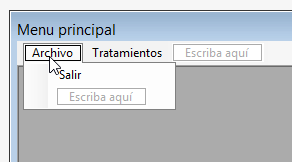 Menu principal
Archivo Tratamientos Escriba aquí
Salir
Escriba aquí